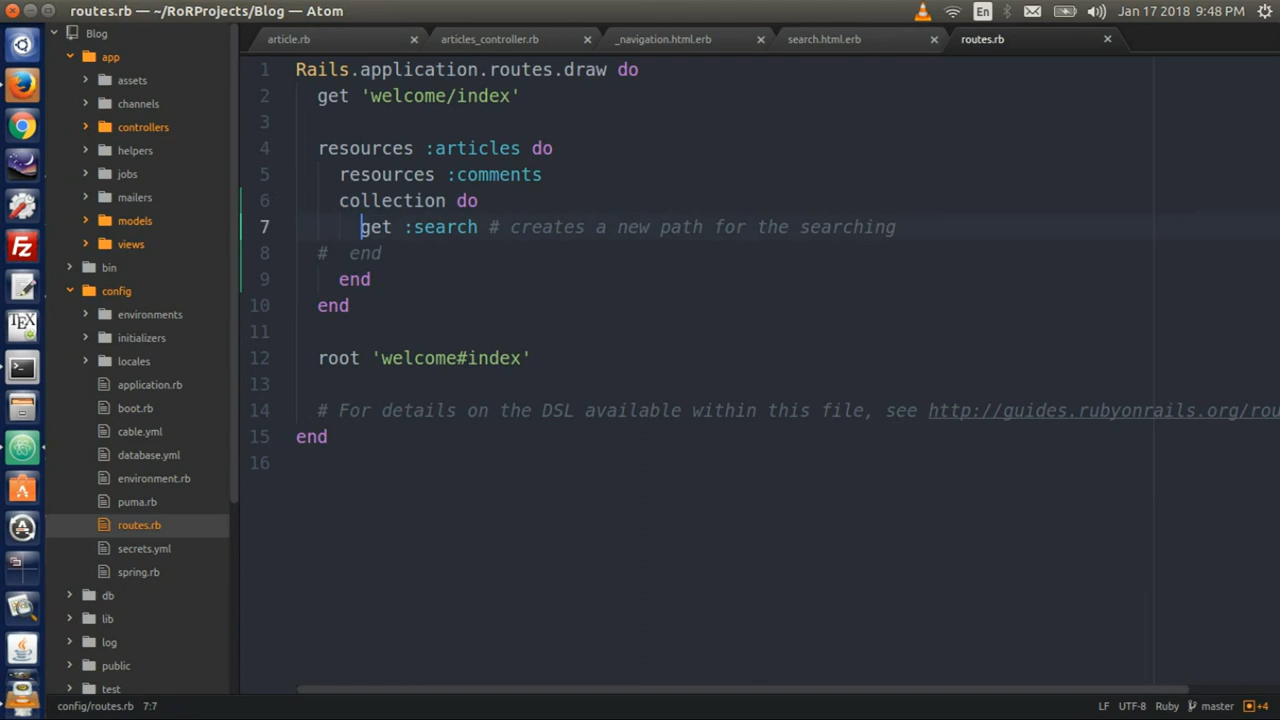 routes.rb — ~/RoRProjects/Blog — Atom
En
Jan 17 2018 9:48 PM
Blog
app
assets
channels
controllers
helpers
jobs
mailers
models
views
bin
config
environments
initializers
locales
application.rb
boot.rb
cable.yml
database.yml
environment.rb
puma.rb
routes.rb
secrets.yml
spring.rb
db
lib
log
public
test
article.rb
articles_controller.rb
_navigation.html.erb
search.html.erb
routes.rb
1 Rails.application.routes.draw do
2 get 'welcome/index'
3
4 resources :articles do
5 resources :comments
6 collection do
7 get :search # creates a new path for the searching
8 # end
9 end
10 end
11
12 root 'welcome#index'
13
14 # For details on the DSL available within this file, see http://guides.rubyonrails.org/rou
15 end
16
config/routes.rb 7:7
LF UTF-8 Ruby master +4